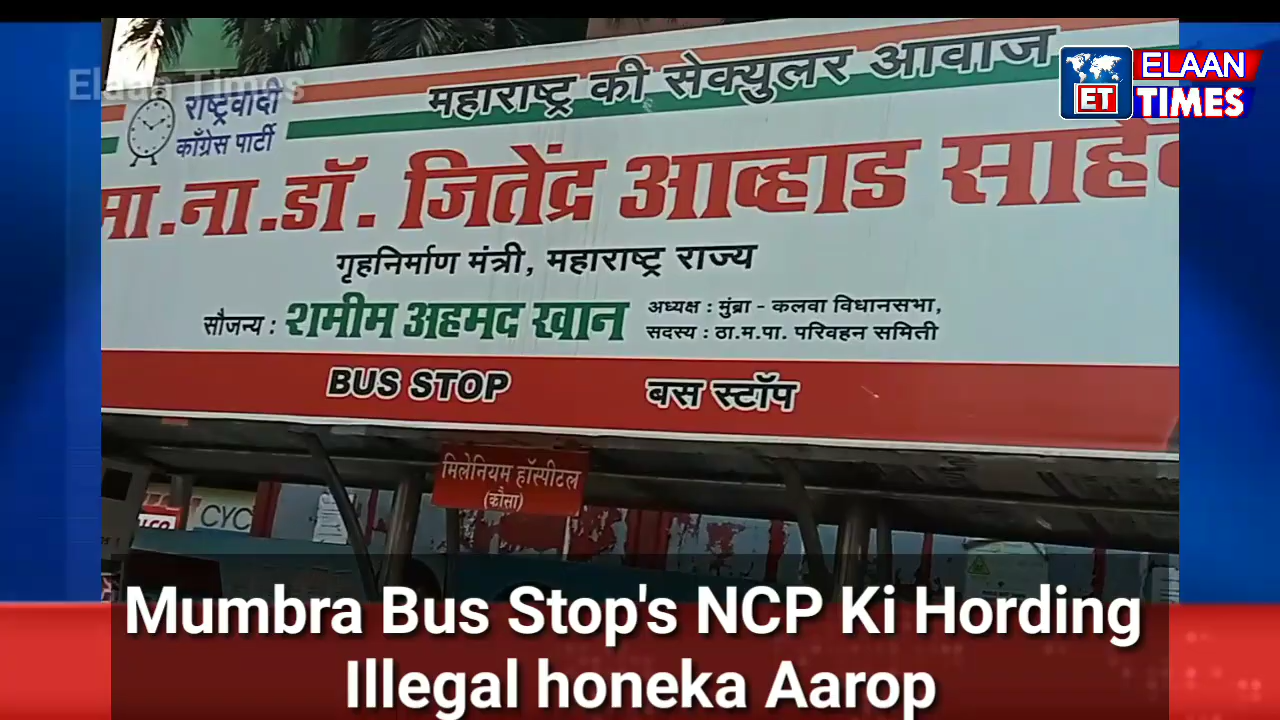 Elaan Times
ET
ELAAN
TIMES
राष्ट्रवादी
काँग्रेस पार्टी
महाराष्ट्र की सेक्युलर आवाज
मा.ना.डॉ. जितेंद्र आव्हाड साहेब
गृहनिर्माण मंत्री, महाराष्ट्र राज्य
सौजन्य : शमीम अहमद खान
अध्यक्ष : मुंब्रा - कलवा विधानसभा,
सदस्य : ठा.म.पा. परिवहन समिती
BUS STOP बस स्टॉप
मिलेनियम हॉस्पीटल
(कौसा)
CYC
Mumbra Bus Stop's NCP Ki Hording
Illegal honeka Aarop